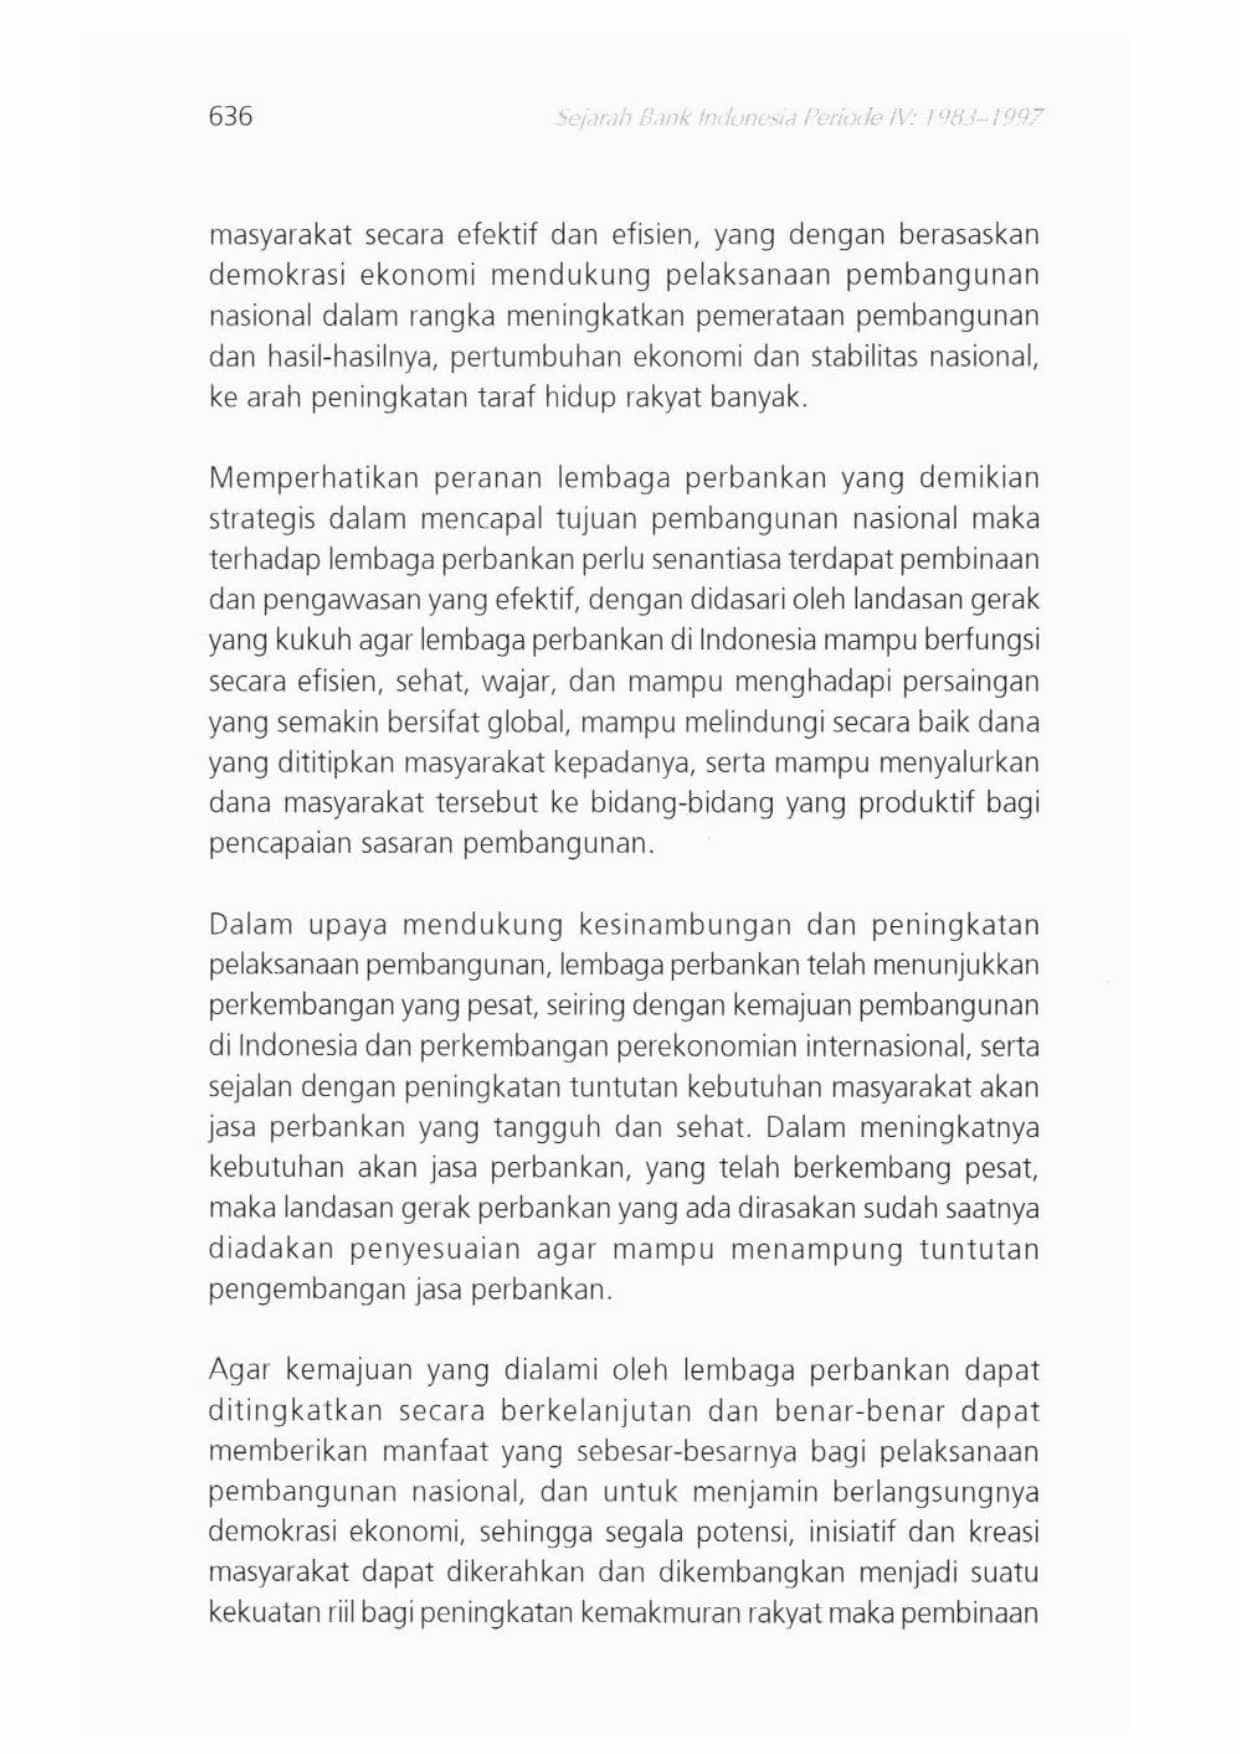 636
Sejarah Bank Indonesia Periode IV: 1983–1997
masyarakat secara efektif dan efisien, yang dengan berasaskan
demokrasi ekonomi mendukung pelaksanaan pembangunan
nasional dalam rangka meningkatkan pemerataan pembangunan
dan hasil-hasilnya, pertumbuhan ekonomi dan stabilitas nasional,
ke arah peningkatan taraf hidup rakyat banyak.
Memperhatikan peranan lembaga perbankan yang demikian
strategis dalam mencapal tujuan pembangunan nasional maka
terhadap lembaga perbankan perlu senantiasa terdapat pembinaan
dan pengawasan yang efektif, dengan didasari oleh landasan gerak
yang kukuh agar lembaga perbankan di Indonesia mampu berfungsi
secara efisien, sehat, wajar, dan mampu menghadapi persaingan
yang semakin bersifat global, mampu melindungi secara baik dana
yang dititipkan masyarakat kepadanya, serta mampu menyalurkan
dana masyarakat tersebut ke bidang-bidang yang produktif bagi
pencapaian sasaran pembangunan.
Dalam upaya mendukung kesinambungan dan peningkatan
pelaksanaan pembangunan, lembaga perbankan telah menunjukkan
perkembangan yang pesat, seiring dengan kemajuan pembangunan
di Indonesia dan perkembangan perekonomian internasional, serta
sejalan dengan peningkatan tuntutan kebutuhan masyarakat akan
jasa perbankan yang tangguh dan sehat. Dalam meningkatnya
kebutuhan akan jasa perbankan, yang telah berkembang pesat,
maka landasan gerak perbankan yang ada dirasakan sudah saatnya
diadakan penyesuaian agar mampu menampung tuntutan
pengembangan jasa perbankan.
Agar kemajuan yang dialami oleh lembaga perbankan dapat
ditingkatkan secara berkelanjutan dan benar-benar dapat
memberikan manfaat yang sebesar-besarnya bagi pelaksanaan
pembangunan nasional, dan untuk menjamin berlangsungnya
demokrasi ekonomi, sehingga segala potensi, inisiatif dan kreasi
masyarakat dapat dikerahkan dan dikembangkan menjadi suatu
kekuatan riil bagi peningkatan kemakmuran rakyat maka pembinaan